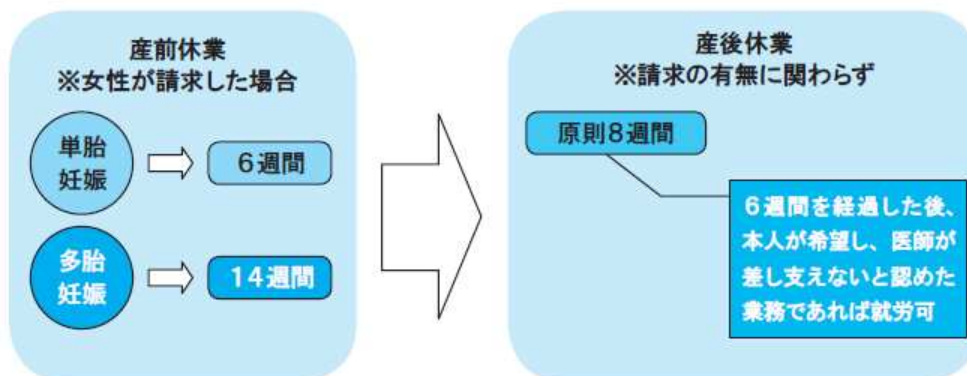 産前休業
※女性が請求した場合
単胎
妊娠
6週間
多胎
妊娠
14週間
産後休業
※請求の有無に関わらず
原則8週間
6週間を経過した後、
本人が希望し、医師が
差し支えないと認めた
業務であれば就労可